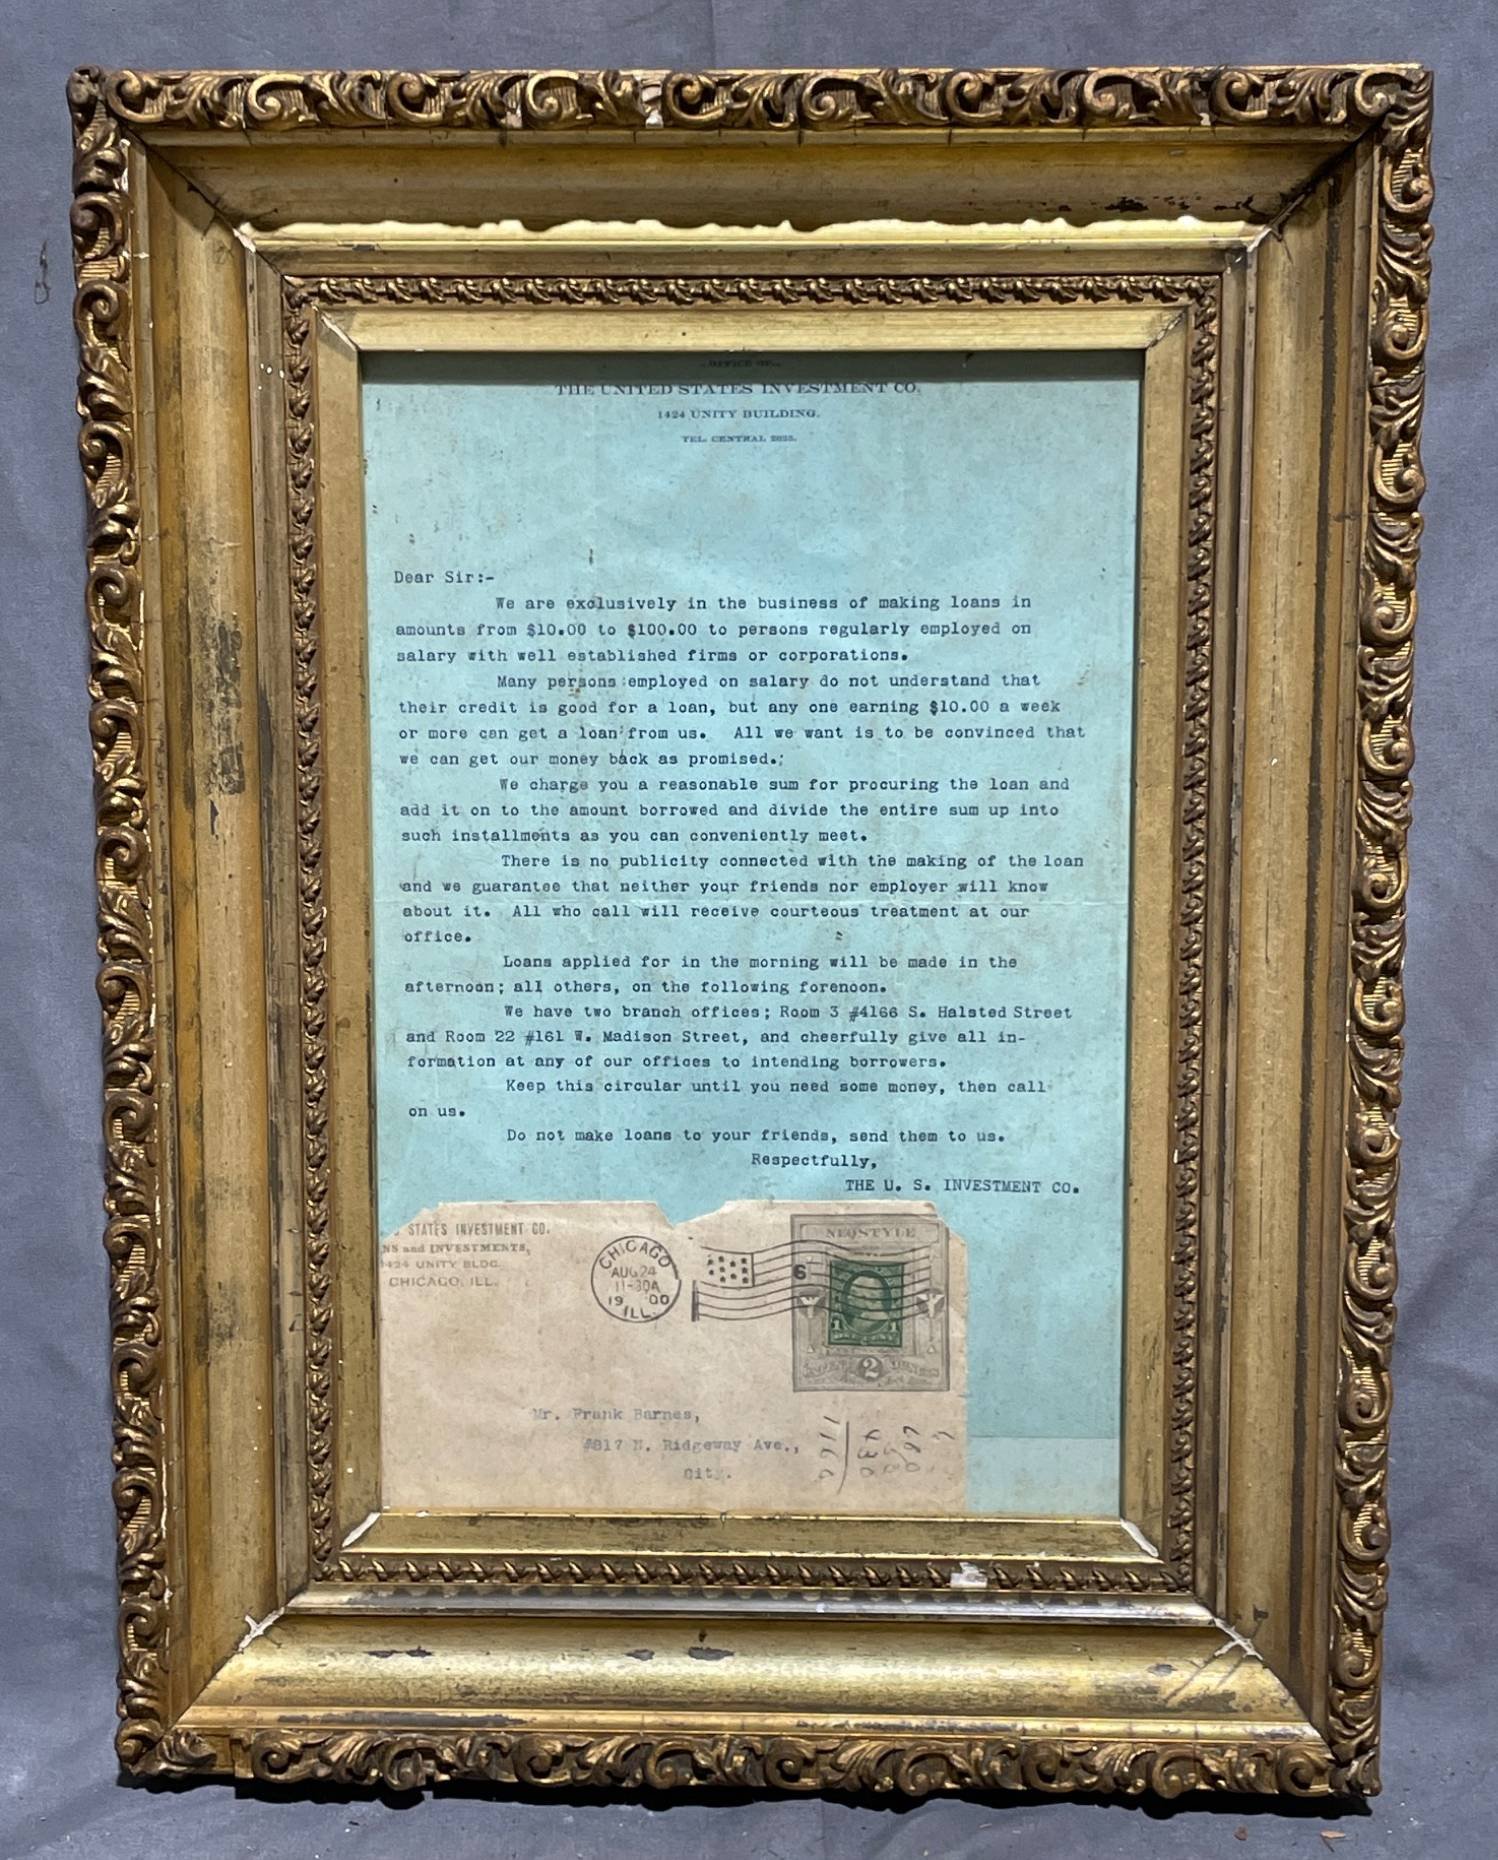 OFFICE OF
THE UNITED STATES INVESTMENT CO.
1424 UNITY BUILDING.
TEL. CENTRAL
Dear Sir:-
We are exclusively in the business of making loans in
amounts from $10.00 to $100.00 to persons regularly employed on
salary with well established firms or corporations.
Many persons employed on salary do not understand that
their credit is good for a loan, but any one earning $10.00 a week
or more can get a loan from us. All we want is to be convinced that
we can get our money back as promised.
We charge you a reasonable sum for procuring the loan and
add it on to the amount borrowed and divide the entire sum up into
such installments as you can conveniently meet.
There is no publicity connected with the making of the loan
and we guarantee that neither your friends nor employer will know
about it. All who call will receive courteous treatment at our
office.
Loans applied for in the morning will be made in the
afternoon; all others, on the following forenoon.
We have two branch offices; Room 3 #4166 S. Halsted Street
and Room 22 #161 W. Madison Street, and cheerfully give all in-
formation at any of our offices to intending borrowers.
Keep this circular until you need some money, then call
on us.
Do not make loans to your friends, send them to us.
Respectfully,
THE U. S. INVESTMENT CO.
STATES INVESTMENT CO.
NS and INVESTMENTS,
1424 UNITY BLDG.
CHICAGO, ILL.
CHICAGO
AUG 24
11-30A
1900
ILL.
6
NEOSTYLE
1 1
2
Mr. Frank Barnes,
#817 N. Ridgeway Ave.,
City.